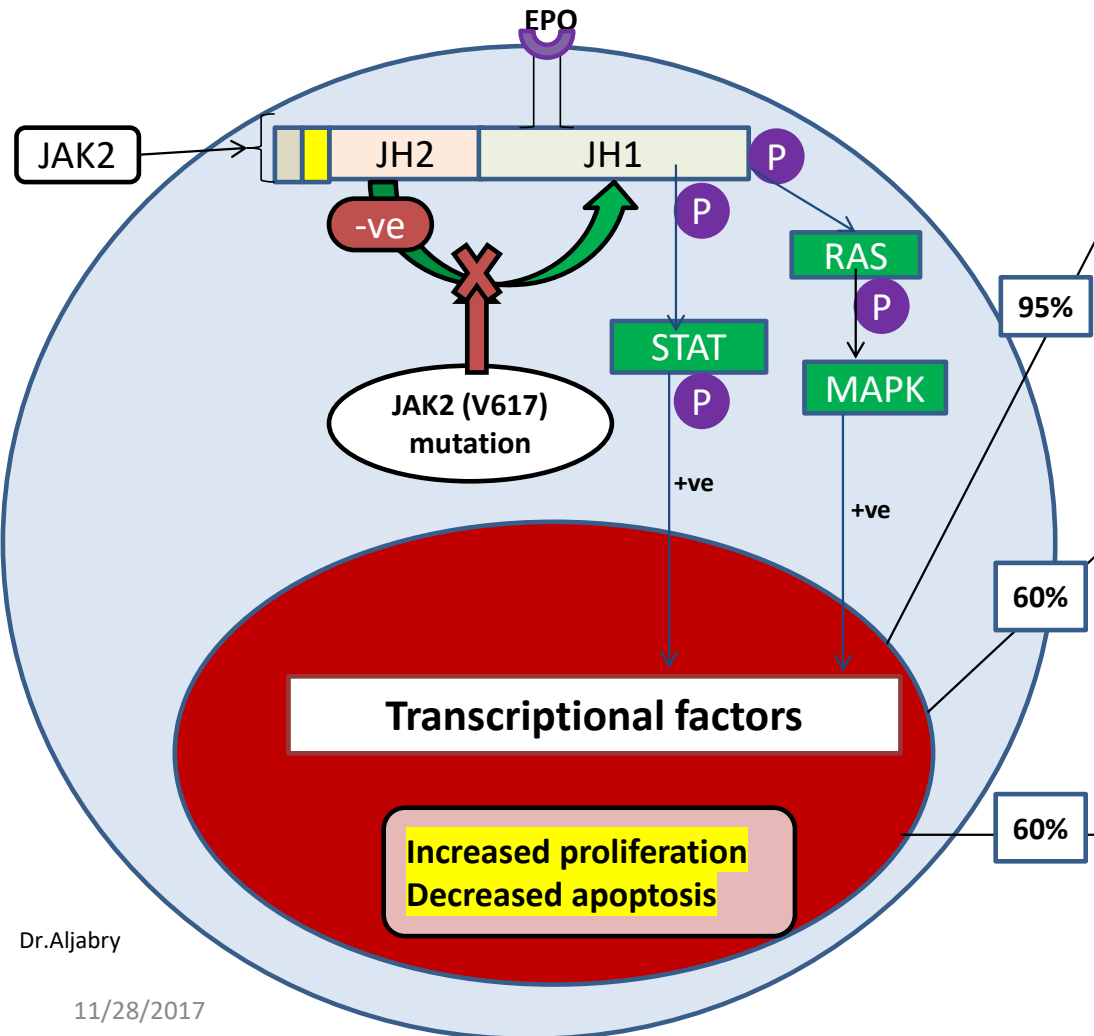 EPO
JAK2
JH2
JH1
P
P
-ve
RAS
P
95%
STAT
MAPK
P
JAK2 (V617)
mutation
+ve
+ve
60%
Transcriptional factors
60%
Increased proliferation
Decreased apoptosis
Dr.Aljabry
11/28/2017